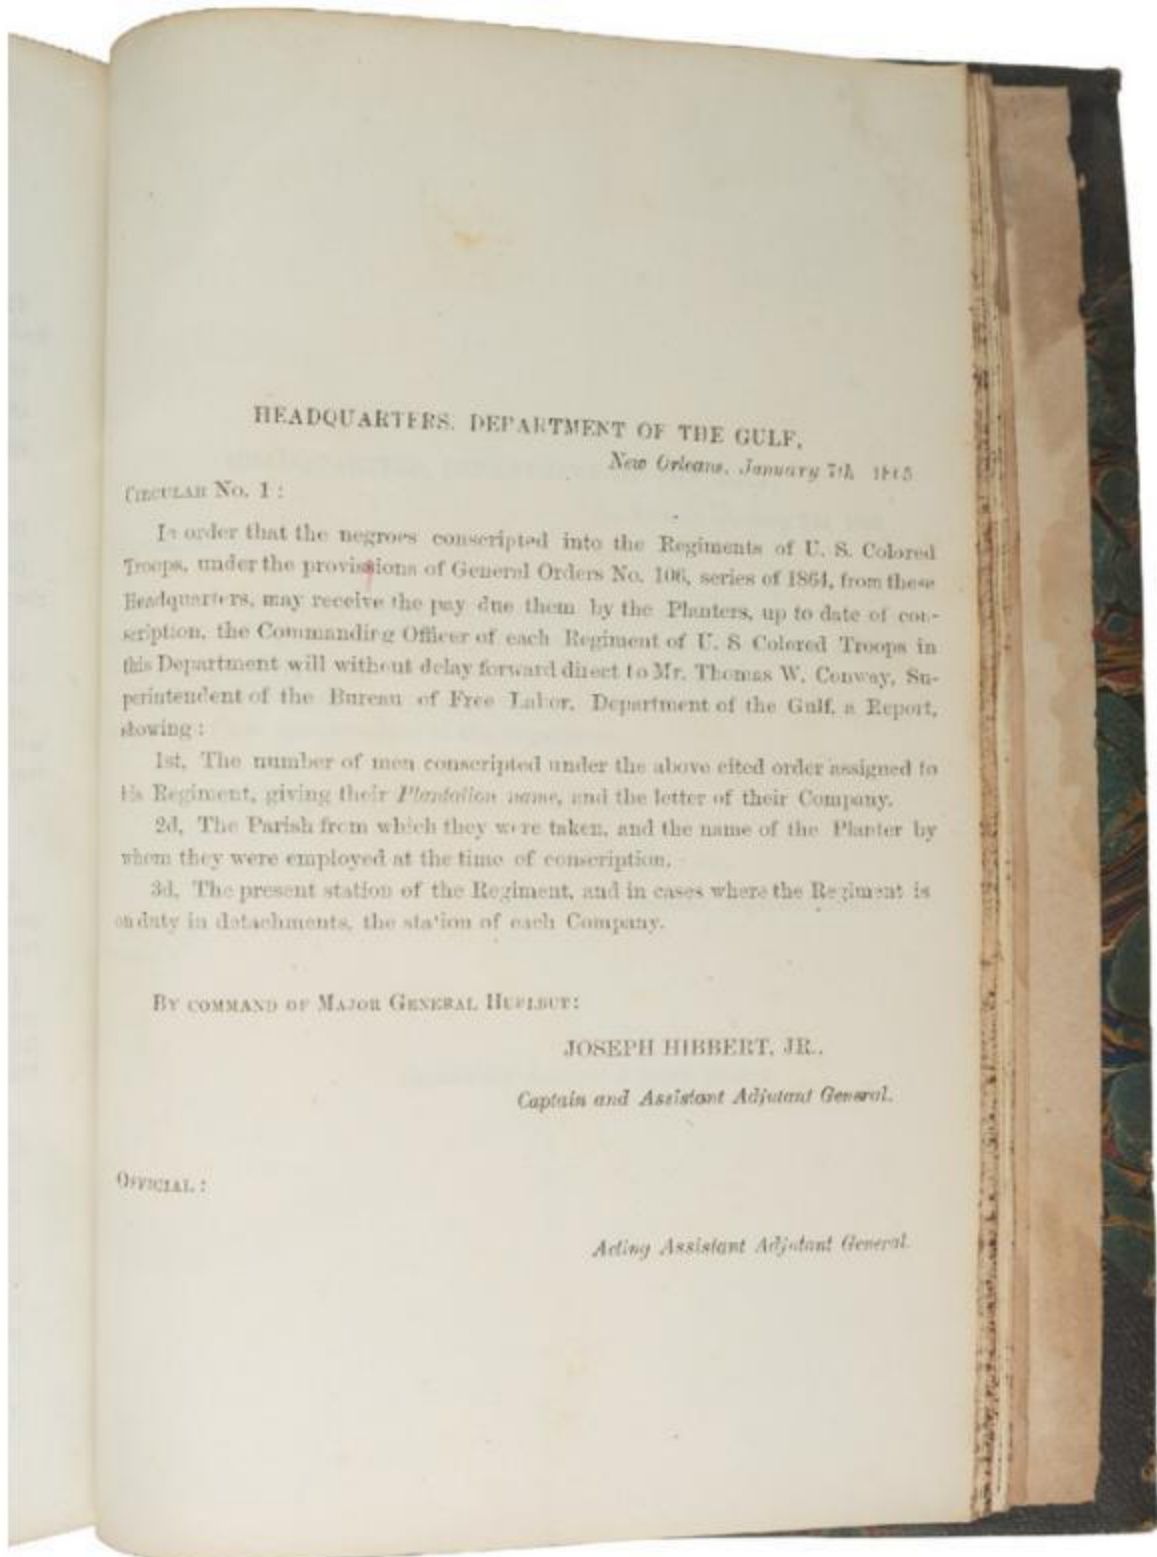 HEADQUARTERS, DEPARTMENT OF THE GULF,
New Orleans, January 7th 1865
CIRCULAR No. 1 :
In order that the negroes conscripted into the Regiments of U. S. Colored
Troops, under the provissions of General Orders No. 106, series of 1864, from these
Headquarters, may receive the pay due them by the Planters, up to date of con-
scription, the Commanding Officer of each Regiment of U. S Colored Troops in
this Department will without delay forward direct to Mr. Thomas W. Conway, Su-
perintendent of the Bureau of Free Labor, Department of the Gulf, a Report,
showing :
1st, The number of men conscripted under the above cited order assigned to
his Regiment, giving their Plantation name, and the letter of their Company.
2d, The Parish from which they were taken, and the name of the Planter by
whom they were employed at the time of conscription.
3d, The present station of the Regiment, and in cases where the Regiment is
on duty in detachments, the station of each Company.
BY COMMAND OF MAJOR GENERAL HURLBUT:
JOSEPH HIBBERT, JR.,
Captain and Assistant Adjutant General.
OFFICIAL :
Acting Assistant Adjutant General.